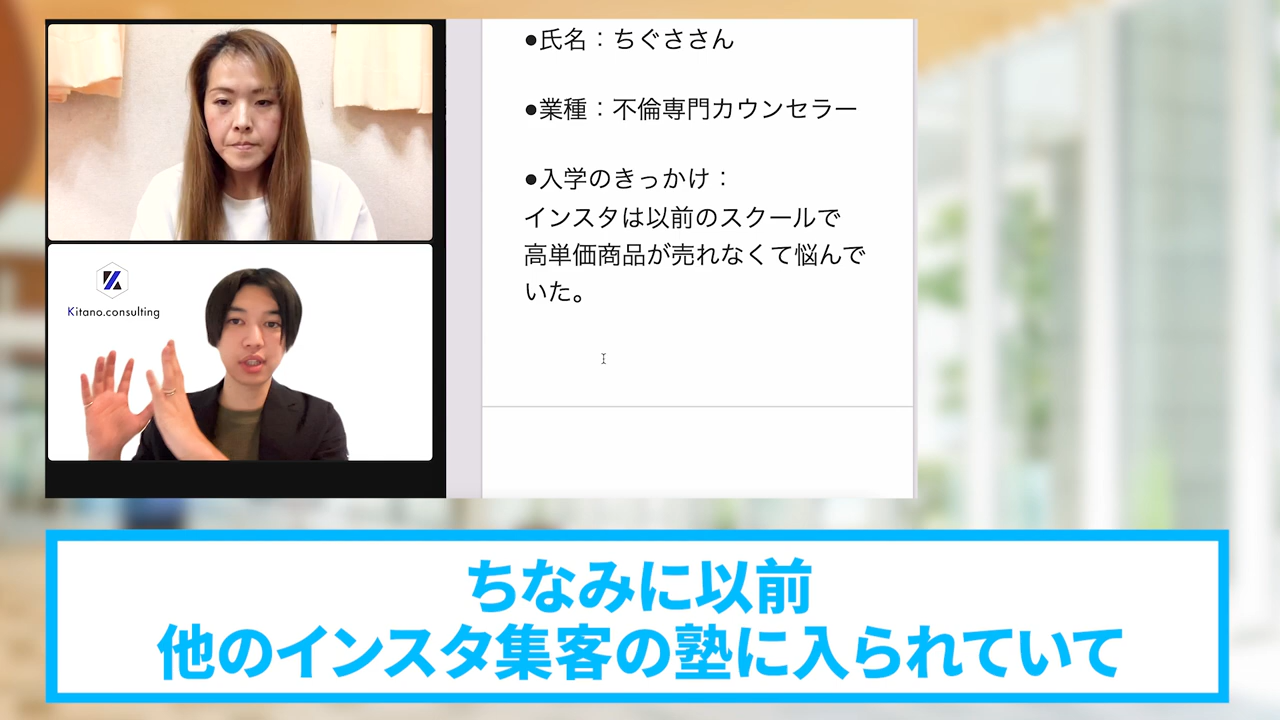 ●氏名：ちぐささん
●業種：不倫専門カウンセラー
●入学のきっかけ：
インスタは以前のスクールで
高単価商品が売れなくて悩んで
いた。
Kitano.consulting
ちなみに以前
他のインスタ集客の塾に入られていて